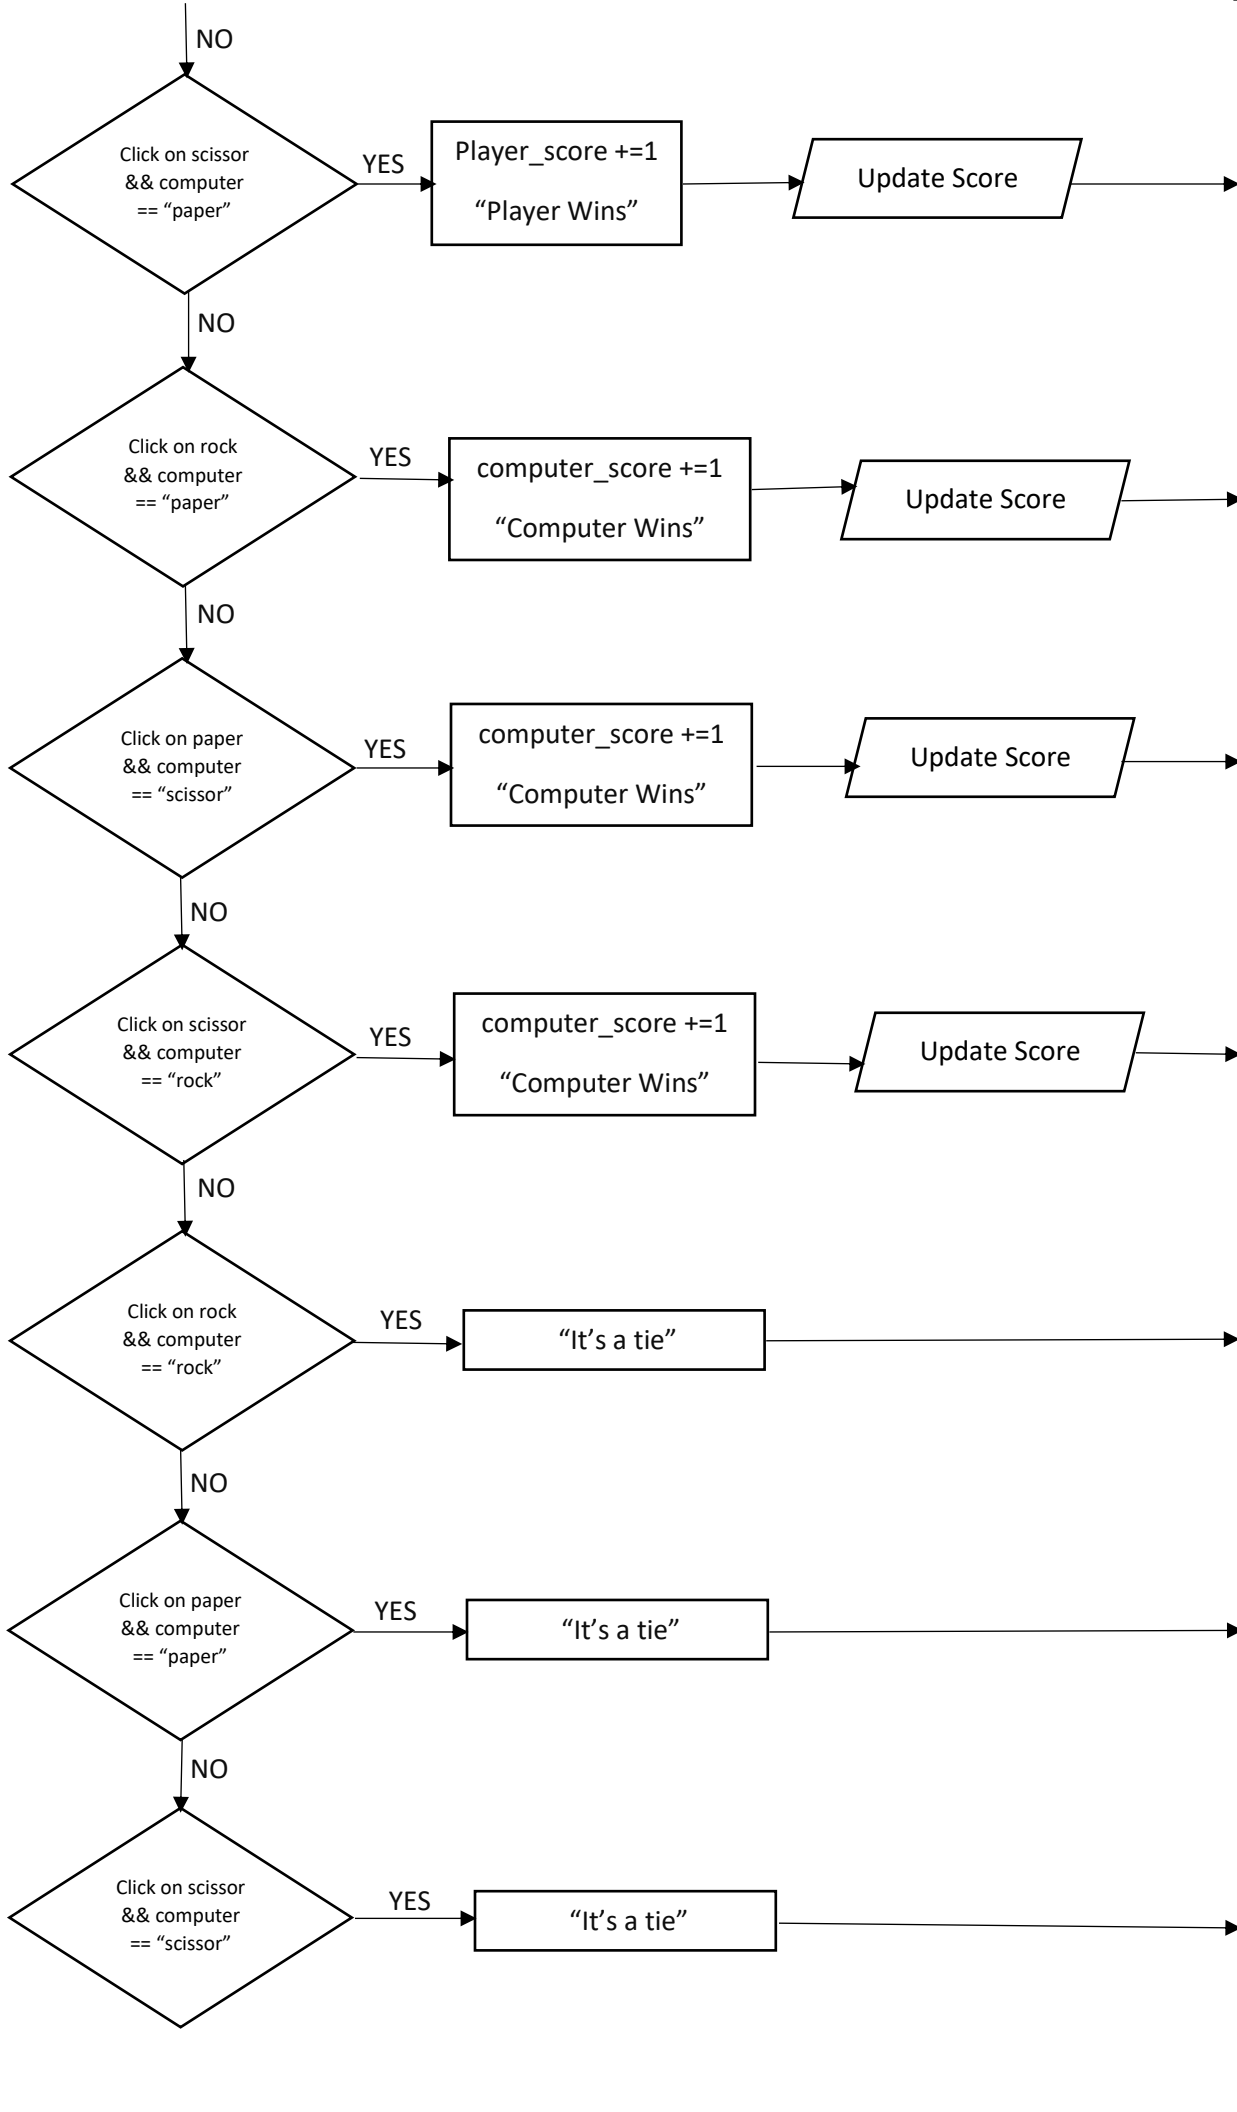 NO
Click on scissor
&& computer
== “paper”
YES
Player_score +=1
“Player Wins”
Update Score
NO
Click on rock
&& computer
== “paper”
YES
computer_score +=1
“Computer Wins”
Update Score
NO
Click on paper
&& computer
== “scissor”
YES
computer_score +=1
“Computer Wins”
Update Score
NO
Click on scissor
&& computer
== “rock”
YES
computer_score +=1
“Computer Wins”
Update Score
NO
Click on rock
&& computer
== “rock”
YES
“It’s a tie”
NO
Click on paper
&& computer
== “paper”
YES
“It’s a tie”
NO
Click on scissor
&& computer
== “scissor”
YES
“It’s a tie”